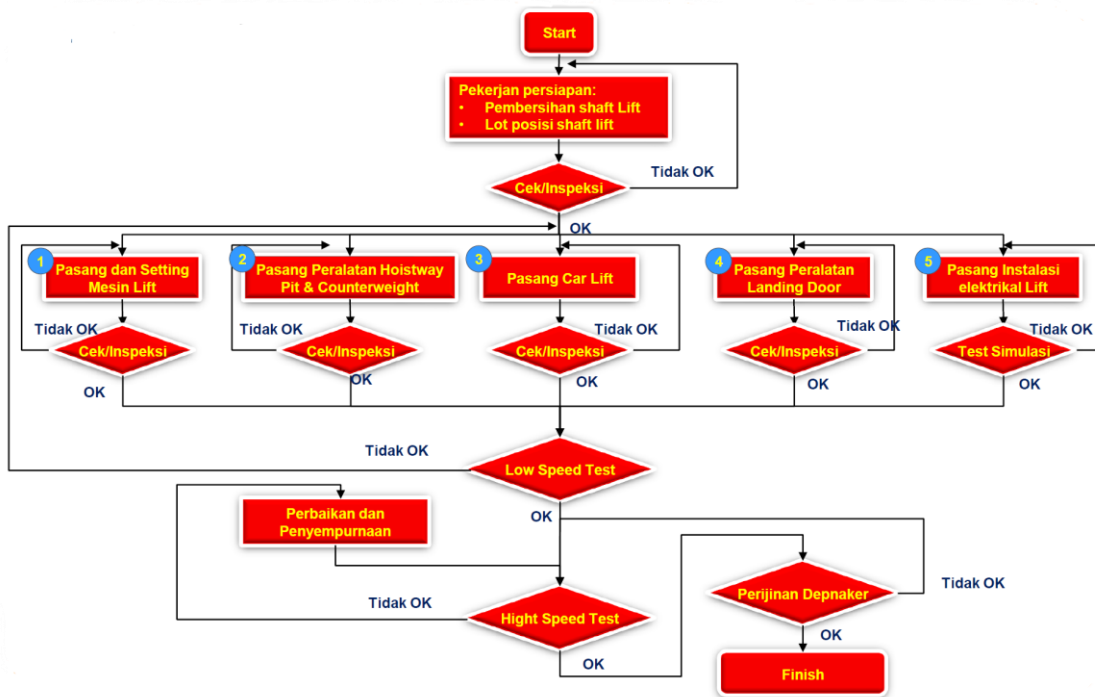 Start
Pekerjan persiapan:
• Pembersihan shaft Lift
• Lot posisi shaft lift
Tidak OK
Cek/Inspeksi
OK
1
Pasang dan Setting
Mesin Lift
2
Pasang Peralatan Hoistway
Pit & Counterweight
3
Pasang Car Lift
4
Pasang Peralatan
Landing Door
5
Pasang Instalasi
elektrikal Lift
Tidak OK
Tidak OK
Tidak OK
Tidak OK
Tidak OK
Cek/Inspeksi
Cek/Inspeksi
Cek/Inspeksi
Cek/Inspeksi
Test Simulasi
OK
OK
OK
OK
OK
Tidak OK
Low Speed Test
OK
Perbaikan dan
Penyempurnaan
Tidak OK
Hight Speed Test
OK
Perijinan Depnaker
Tidak OK
OK
Finish